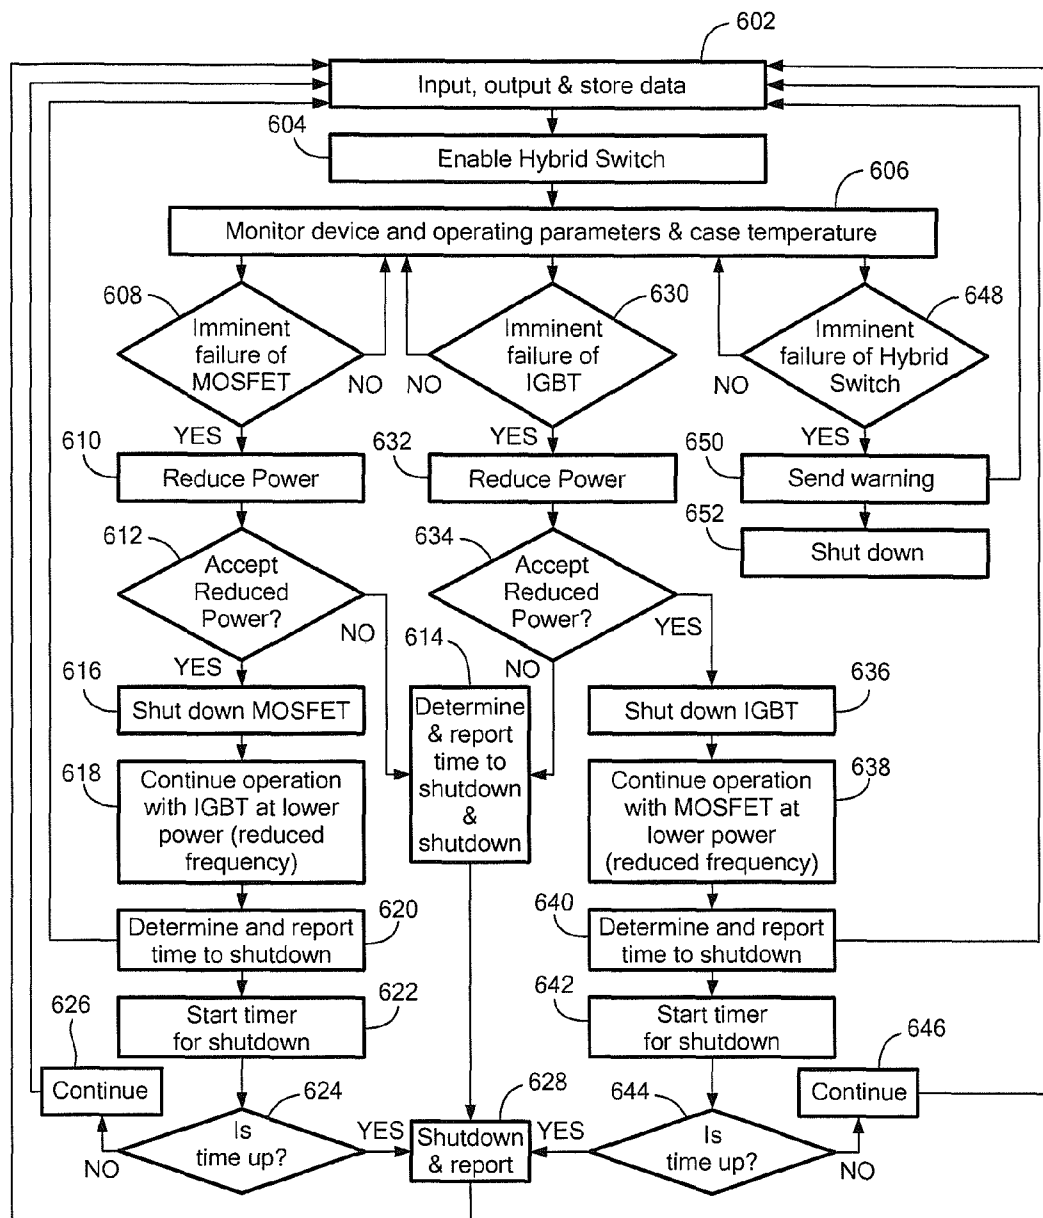 602
Input, output & store data
604
Enable Hybrid Switch
606
Monitor device and operating parameters & case temperature
608
Imminent
failure of
MOSFET
NO
YES
630
Imminent
failure of
IGBT
NO
YES
648
Imminent
failure of Hybrid
Switch
NO
YES
610
Reduce Power
632
Reduce Power
650
Send warning
652
Shut down
612
Accept
Reduced
Power?
NO
YES
634
Accept
Reduced
Power?
YES
NO
614
Determine
& report
time to
shutdown
&
shutdown
616
Shut down MOSFET
636
Shut down IGBT
618
Continue operation
with IGBT at lower
power (reduced
frequency)
638
Continue operation
with MOSFET at
lower power
(reduced frequency)
620
Determine and report
time to shutdown
640
Determine and report
time to shutdown
622
Start timer
for shutdown
642
Start timer
for shutdown
626
Continue
646
Continue
624
Is
time up?
NO
YES
628
Shutdown
& report
644
Is
time up?
YES
NO